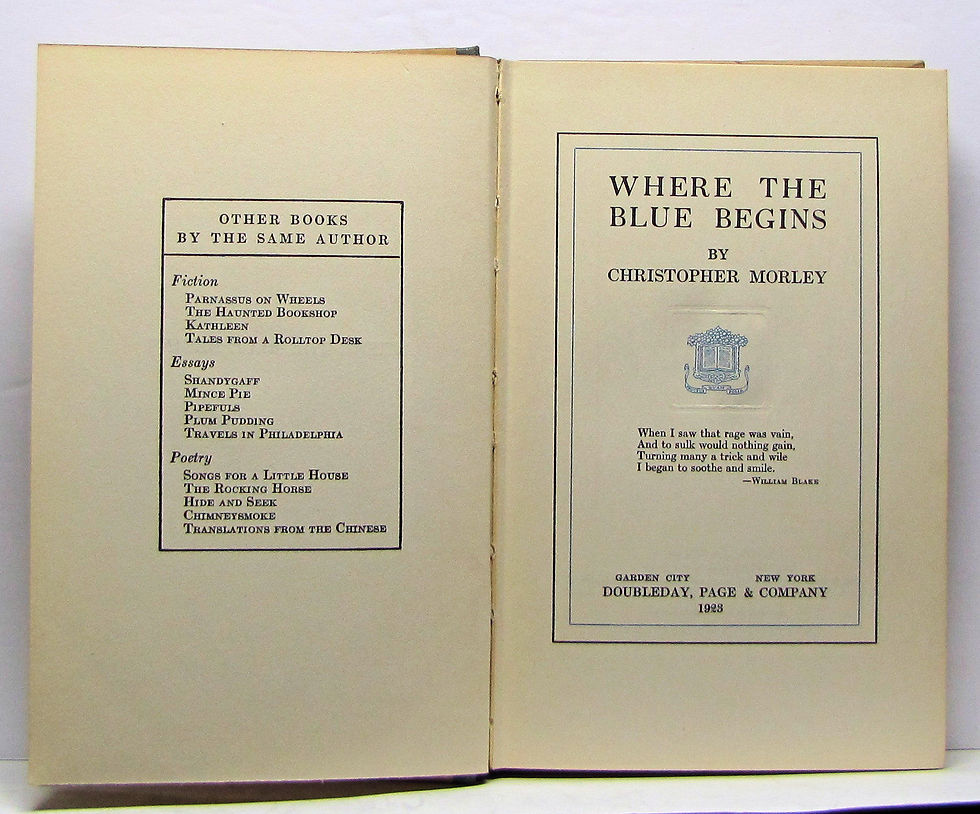 OTHER BOOKS
BY THE SAME AUTHOR
Fiction
PARNASSUS ON WHEELS
THE HAUNTED BOOKSHOP
KATHLEEN
TALES FROM A ROLLTOP DESK
Essays
SHANDYGAFF
MINCE PIE
PIPEFULS
PLUM PUDDING
TRAVELS IN PHILADELPHIA
Poetry
SONGS FOR A LITTLE HOUSE
THE ROCKING HORSE
HIDE AND SEEK
CHIMNEYSMOKE
TRANSLATIONS FROM THE CHINESE
WHERE THE
BLUE BEGINS
BY
CHRISTOPHER MORLEY
When I saw that rage was vain,
And to sulk would nothing gain,
Turning many a trick and wile
I began to soothe and smile.
—WILLIAM BLAKE
GARDEN CITY NEW YORK
DOUBLEDAY, PAGE & COMPANY
1923